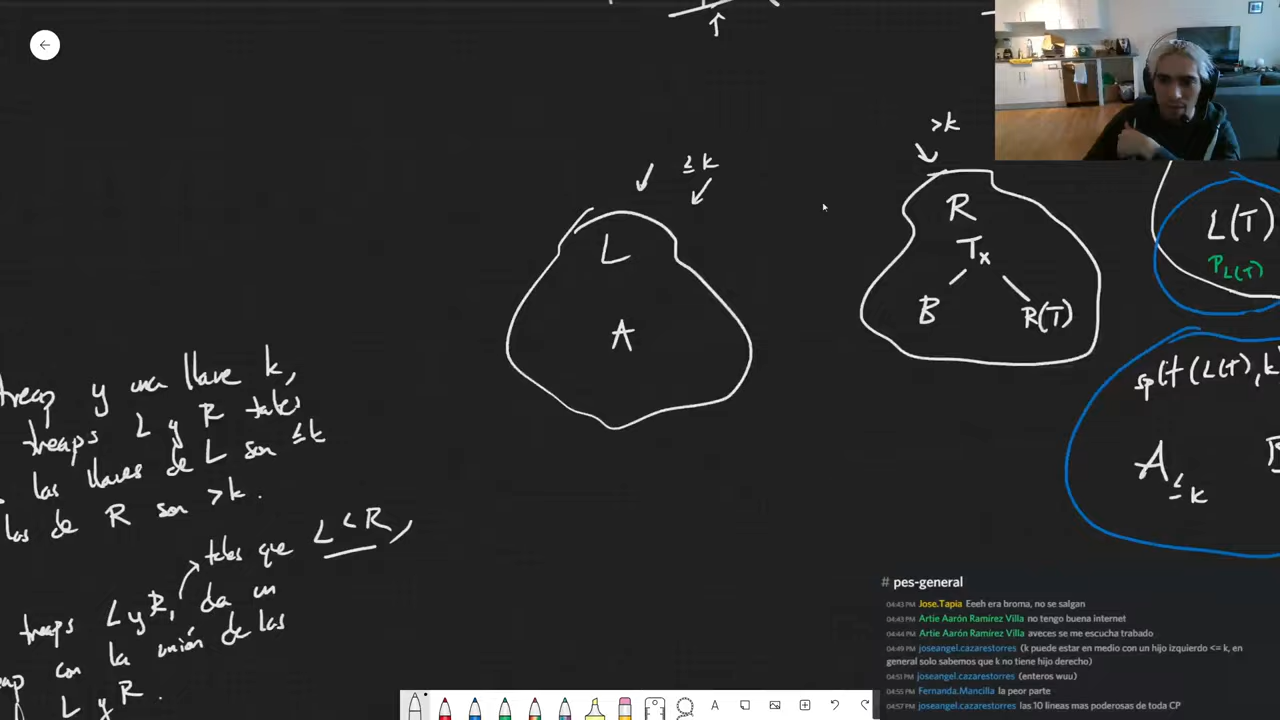 ≤ k
> k
L
A
R
Tx
B
R(T)
L(T)
PL(T)
split(L(T), k
A≤k
treap y una llave k,
treaps L y R tales
las llaves de L son ≤ k
las de R son > k.
tales que L < R,
treaps L y R, da un
con la unión de las
L y R.
# pes-general
04:43 PM Jose.Tapia Eeeh era broma, no se salgan
04:43 PM Artie Aarón Ramírez Villa no tengo buena internet
04:44 PM Artie Aarón Ramírez Villa aveces se me escucha trabado
04:49 PM joseangel.cazarestorres (k puede estar en medio con un hijo izquierdo <= k, en
general solo sabemos que k no tiene hijo derecho)
04:51 PM joseangel.cazarestorres (enteros wuu)
04:55 PM Fernanda.Mancilla la peor parte
04:57 PM joseangel.cazarestorres las 10 lineas mas poderosas de toda CP
A